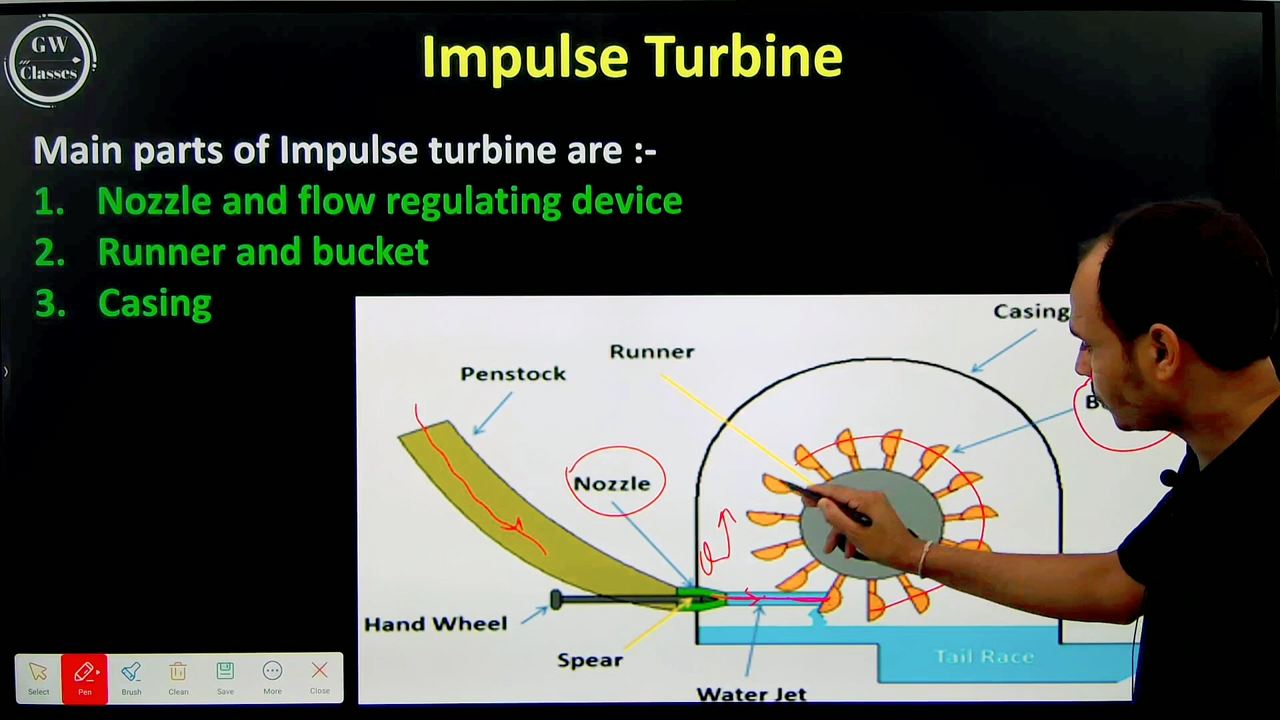 GW
Classes
Impulse Turbine
Main parts of Impulse turbine are :-
1. Nozzle and flow regulating device
2. Runner and bucket
3. Casing
Casing
Runner
Penstock
Nozzle
Hand Wheel
Spear
Water Jet
Tail Race
Select
Pen
Brush
Clean
Save
More
Close